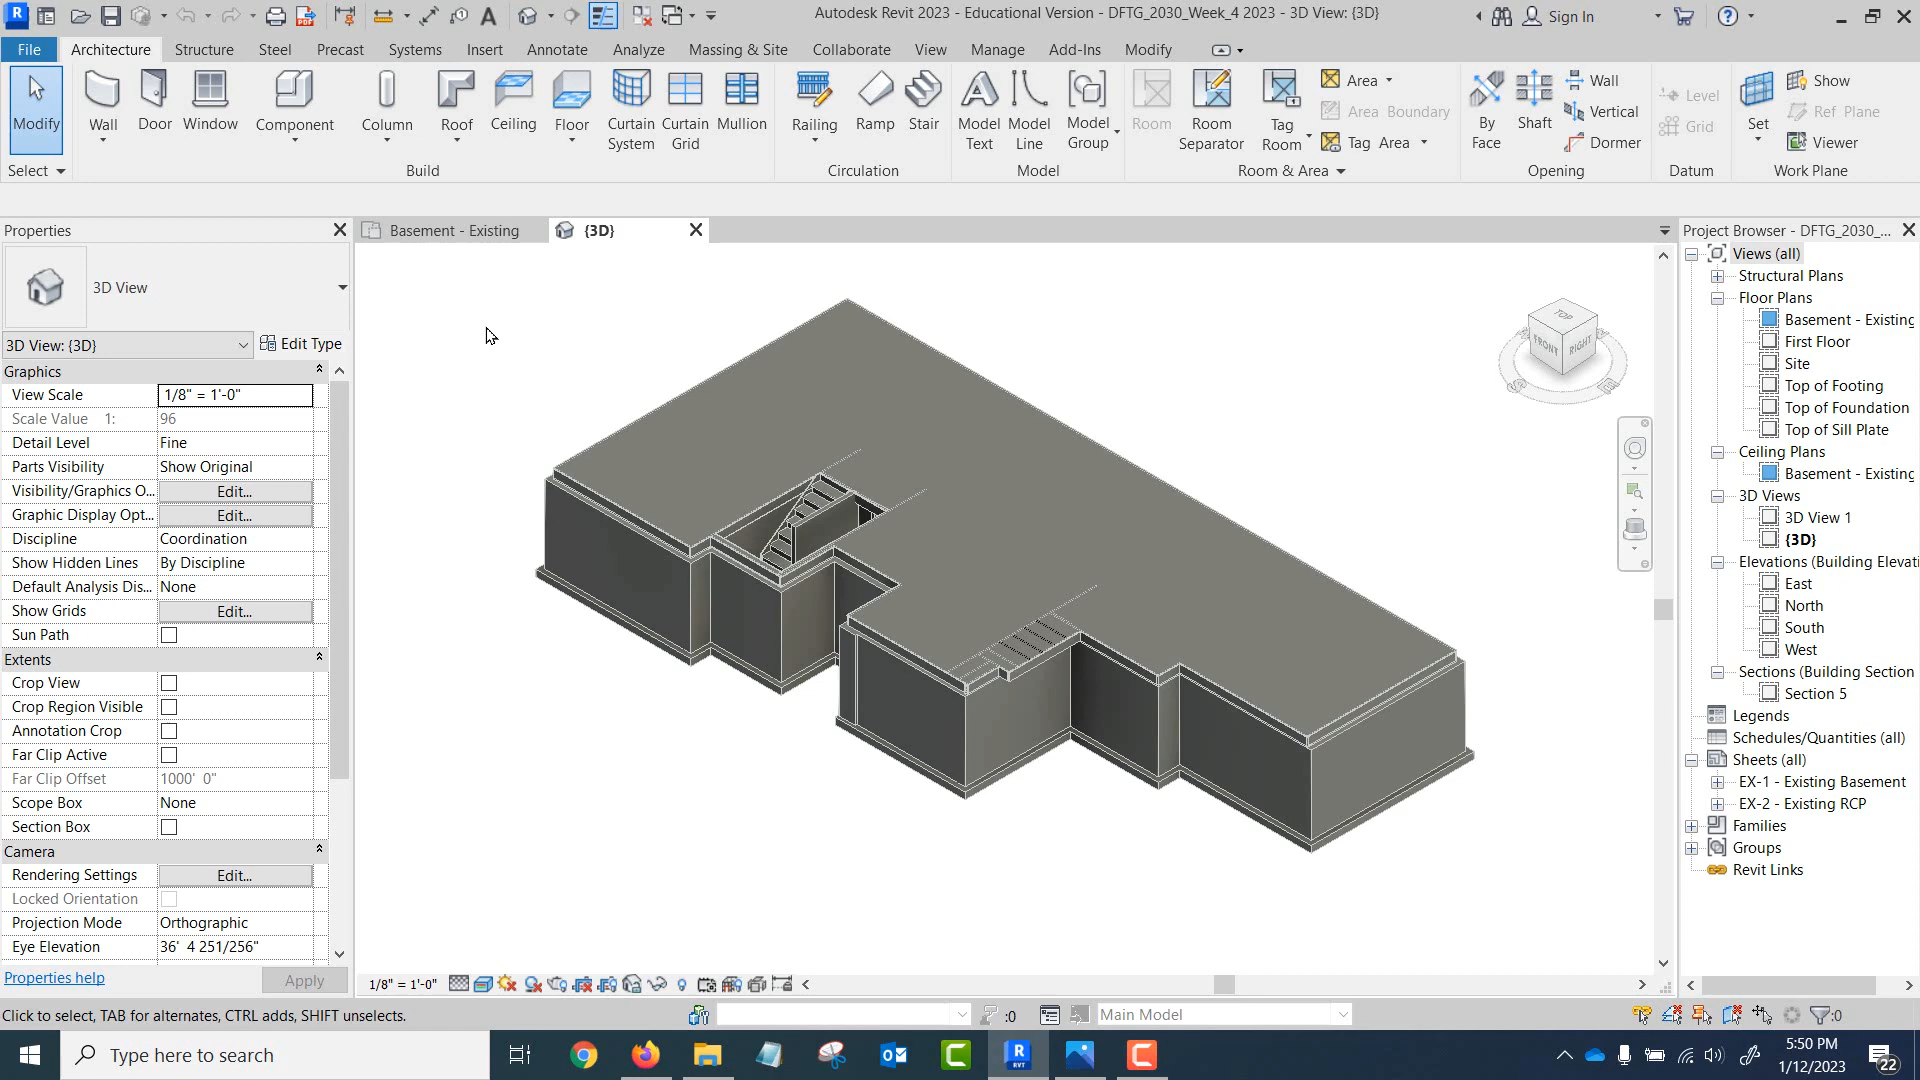 Autodesk Revit 2023 - Educational Version - DFTG_2030_Week_4 2023 - 3D View: {3D}
Sign In
File Architecture Structure Steel Precast Systems Insert Annotate Analyze Massing & Site Collaborate View Manage Add-Ins Modify
Modify
Wall
Door
Window
Component
Column
Roof
Ceiling
Floor
Curtain System
Curtain Grid
Mullion
Railing
Ramp
Stair
Model Text
Model Line
Model Group
Room
Room Separator
Tag Room
Area
Area Boundary
Tag Area
By Face
Shaft
Wall
Vertical
Dormer
Level
Grid
Set
Show
Ref Plane
Viewer
Select
Build
Circulation
Model
Room & Area
Opening
Datum
Work Plane
Properties
3D View
3D View: {3D}
Edit Type
Graphics
View Scale 1/8" = 1'-0"
Scale Value 1: 96
Detail Level Fine
Parts Visibility Show Original
Visibility/Graphics O... Edit...
Graphic Display Opt... Edit...
Discipline Coordination
Show Hidden Lines By Discipline
Default Analysis Dis... None
Show Grids Edit...
Sun Path
Extents
Crop View
Crop Region Visible
Annotation Crop
Far Clip Active
Far Clip Offset 1000' 0"
Scope Box None
Section Box
Camera
Rendering Settings Edit...
Locked Orientation
Projection Mode Orthographic
Eye Elevation 36' 4 251/256"
Properties help
Apply
Basement - Existing
{3D}
TOP
FRONT
RIGHT
1/8" = 1'-0"
Project Browser - DFTG_2030_...
Views (all)
Structural Plans
Floor Plans
Basement - Existing
First Floor
Site
Top of Footing
Top of Foundation
Top of Sill Plate
Ceiling Plans
Basement - Existing
3D Views
3D View 1
{3D}
Elevations (Building Elevati
East
North
South
West
Sections (Building Section
Section 5
Legends
Schedules/Quantities (all)
Sheets (all)
EX-1 - Existing Basement
EX-2 - Existing RCP
Families
Groups
Revit Links
Click to select, TAB for alternates, CTRL adds, SHIFT unselects.
:0
Main Model
:0
Type here to search
5:50 PM
1/12/2023
22